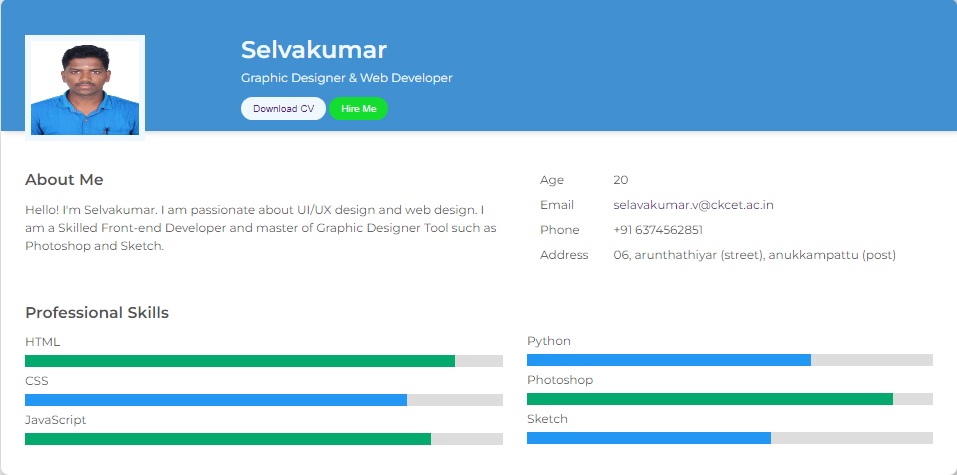 Selvakumar
Graphic Designer & Web Developer
Download CV
Hire Me
About Me
Hello! I'm Selvakumar. I am passionate about UI/UX design and web design. I
am a Skilled Front-end Developer and master of Graphic Designer Tool such as
Photoshop and Sketch.
Age 20
Email selavakumar.v@ckcet.ac.in
Phone +91 6374562851
Address 06, arunthathiyar (street), anukkampattu (post)
Professional Skills
HTML
CSS
JavaScript
Python
Photoshop
Sketch